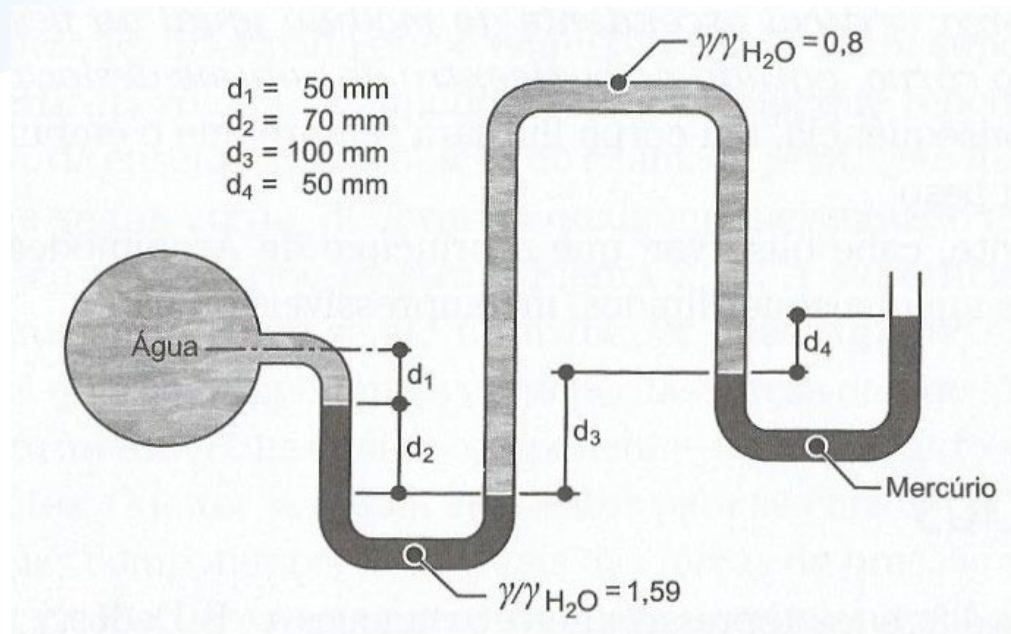 γ/γ H₂O = 0,8
d₁ = 50 mm
d₂ = 70 mm
d₃ = 100 mm
d₄ = 50 mm
Água
d₁
d₂
d₃
d₄
Mercúrio
γ/γ H₂O = 1,59